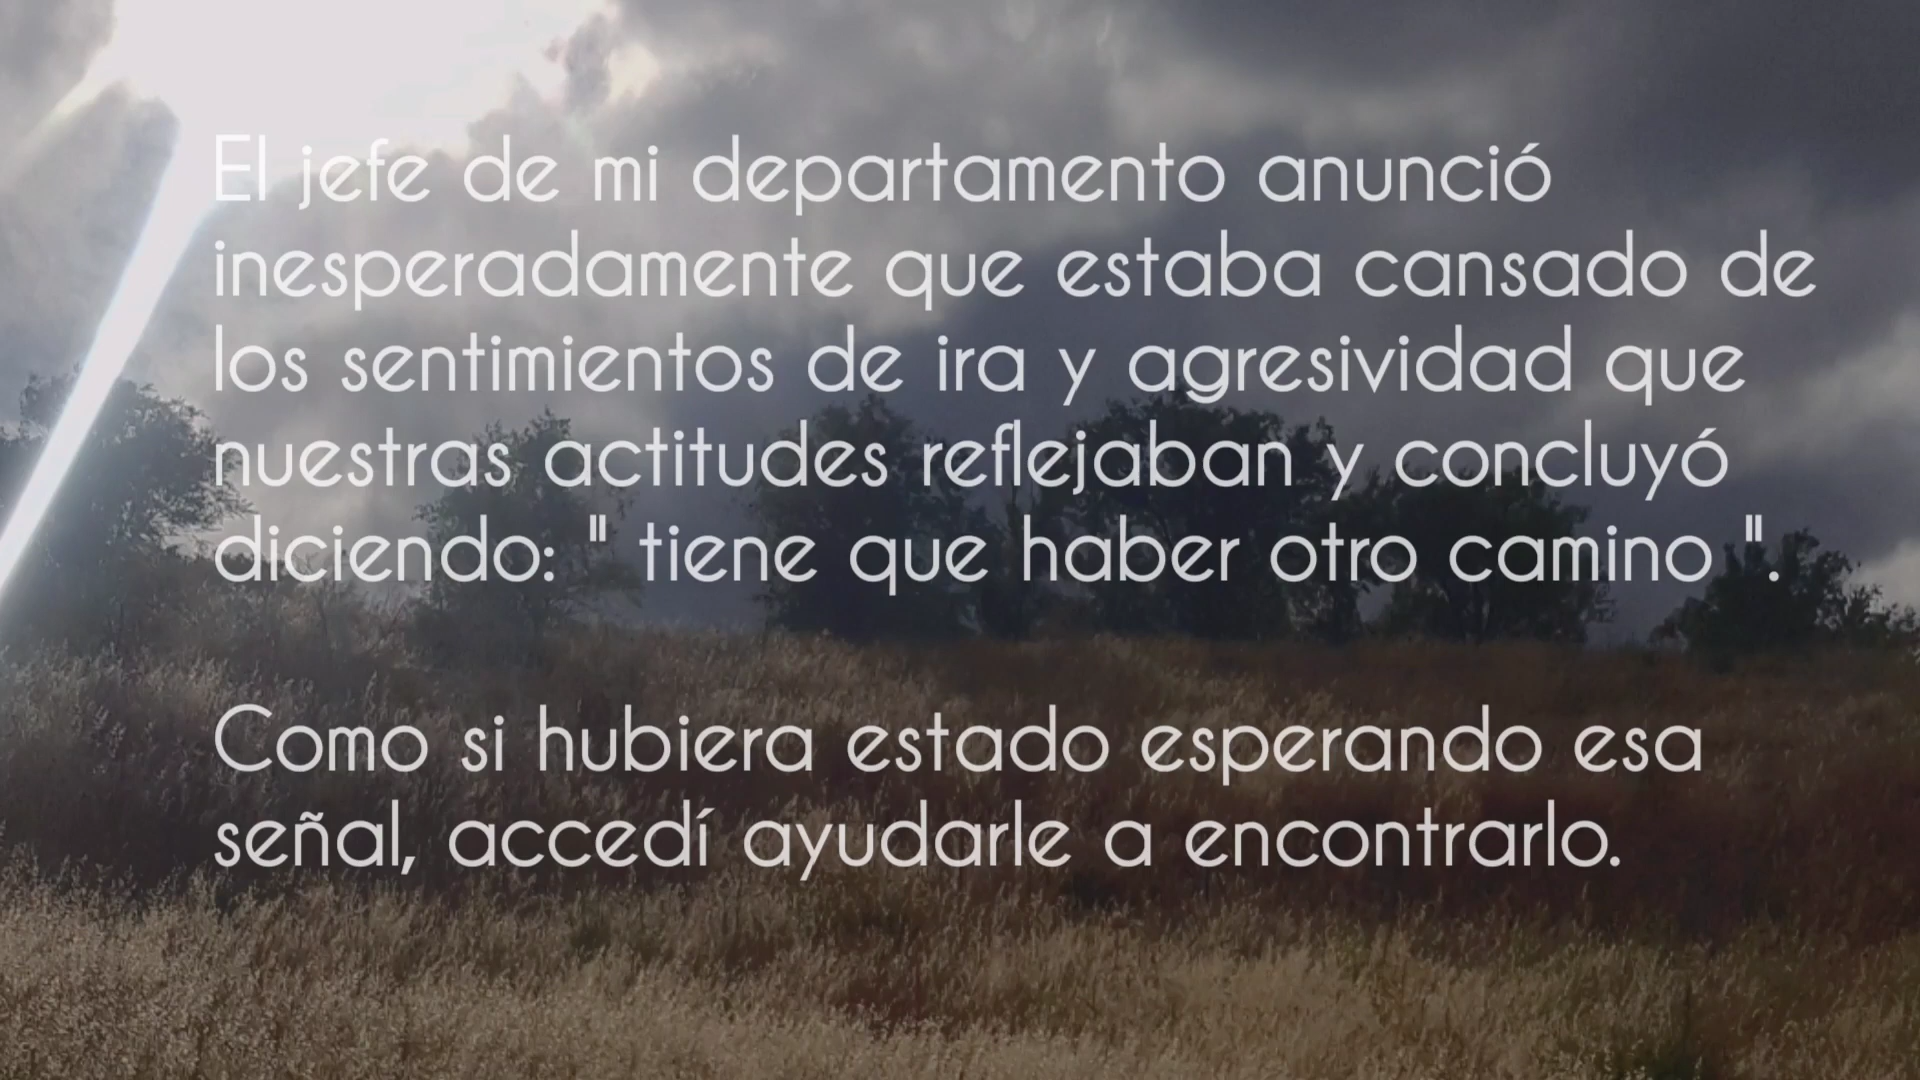 El jefe de mi departamento anunció
inesperadamente que estaba cansado de
los sentimientos de ira y agresividad que
nuestras actitudes reflejaban y concluyó
diciendo: " tiene que haber otro camino ".
Como si hubiera estado esperando esa
señal, accedí ayudarle a encontrarlo.